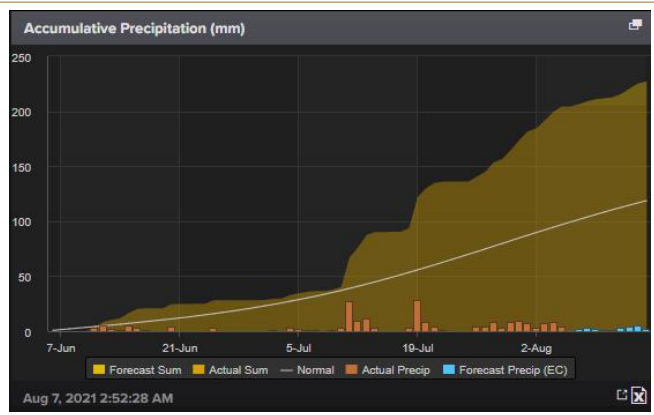 Accumulative Precipitation (mm)
250
200
150
100
50
0
7-Jun 21-Jun 5-Jul 19-Jul 2-Aug
Forecast Sum Actual Sum Normal Actual Precip Forecast Precip (EC)
Aug 7, 2021 2:52:28 AM